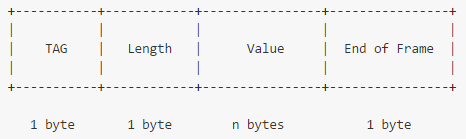 TAG Length Value End of Frame
1 byte 1 byte n bytes 1 byte